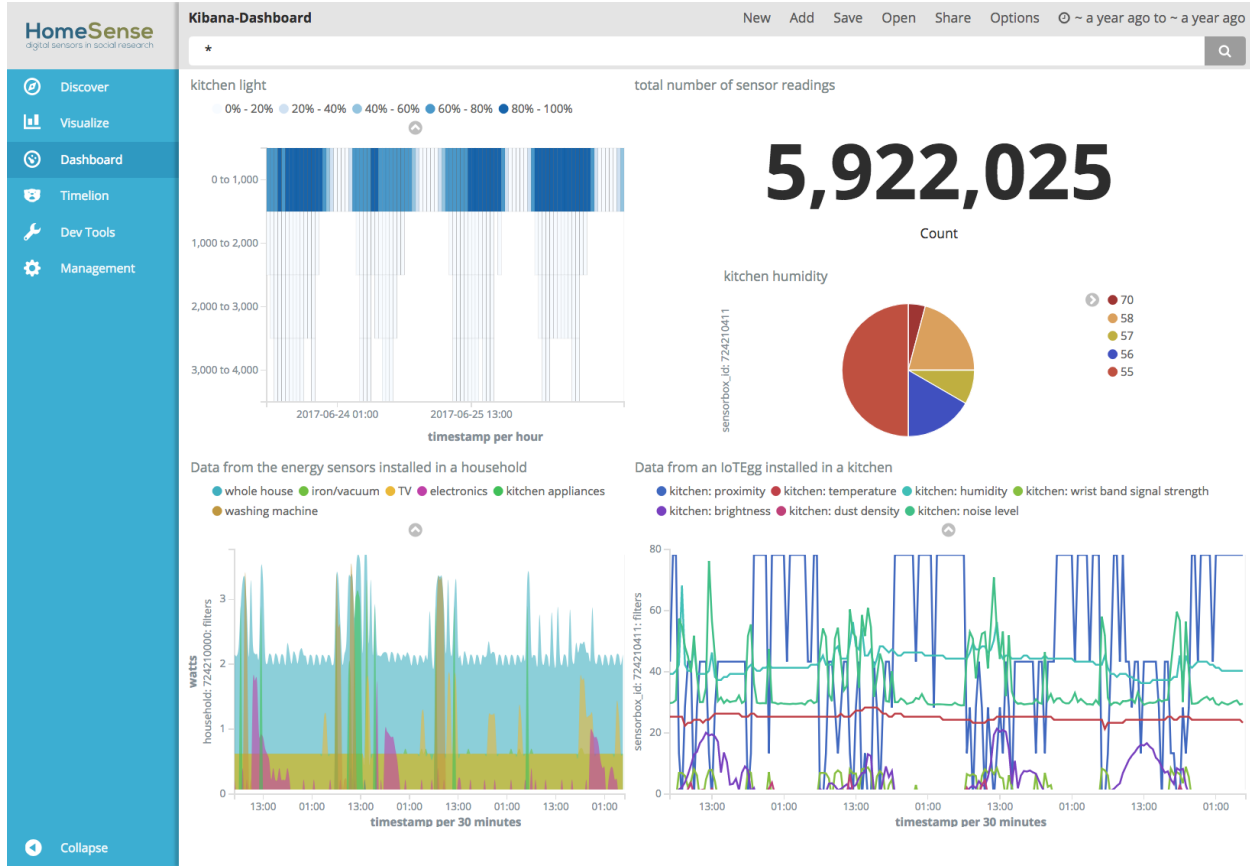 HomeSense
digital sensors in social research
Discover
Visualize
Dashboard
Timelion
Dev Tools
Management
Collapse
Kibana-Dashboard
New Add Save Open Share Options ~ a year ago to ~ a year ago
*
kitchen light
0% - 20% 20% - 40% 40% - 60% 60% - 80% 80% - 100%
0 to 1,000
1,000 to 2,000
2,000 to 3,000
3,000 to 4,000
2017-06-24 01:00 2017-06-25 13:00
timestamp per hour
total number of sensor readings
5,922,025
Count
kitchen humidity
sensorbox_id: 724210411
70
58
57
56
55
Data from the energy sensors installed in a household
whole house iron/vacuum TV electronics kitchen appliances
washing machine
watts
household: 724210000: filters
3
2
1
0
13:00 01:00 13:00 01:00 13:00 01:00 13:00 01:00
timestamp per 30 minutes
Data from an IoTEgg installed in a kitchen
kitchen: proximity kitchen: temperature kitchen: humidity kitchen: wrist band signal strength
kitchen: brightness kitchen: dust density kitchen: noise level
sensorbox_id: 724210411: filters
80
60
40
20
0
13:00 01:00 13:00 01:00 13:00 01:00 13:00 01:00
timestamp per 30 minutes